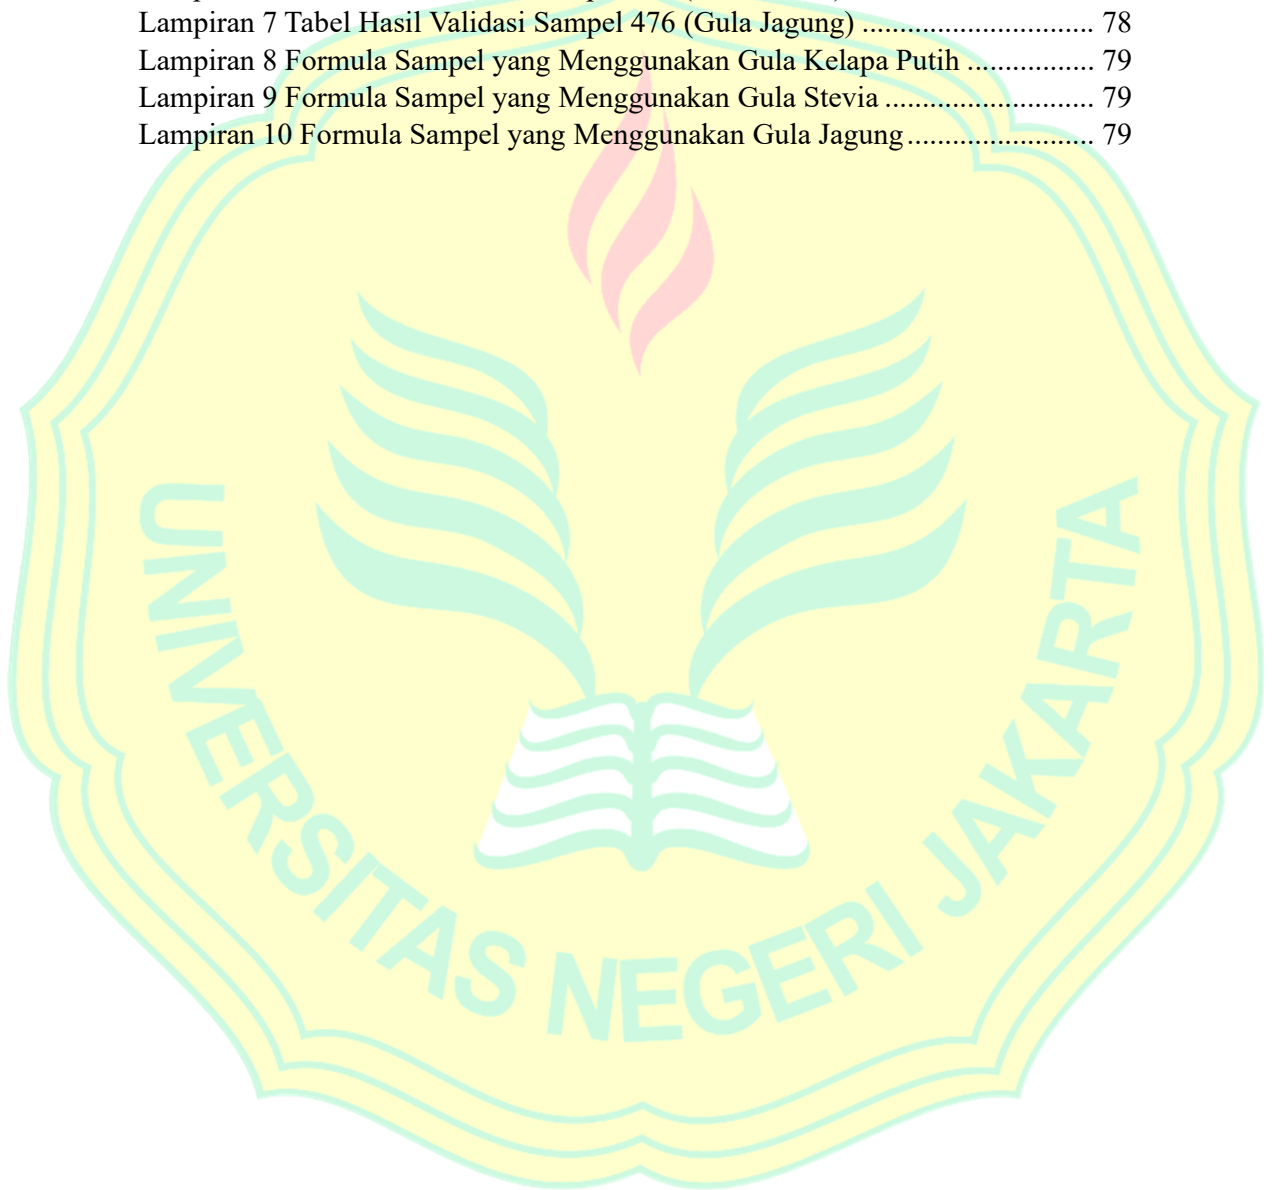 Lampiran 7 Tabel Hasil Validasi Sampel 476 (Gula Jagung) ............................... 78
Lampiran 8 Formula Sampel yang Menggunakan Gula Kelapa Putih ................. 79
Lampiran 9 Formula Sampel yang Menggunakan Gula Stevia ............................ 79
Lampiran 10 Formula Sampel yang Menggunakan Gula Jagung ......................... 79
UNIVERSITAS NEGERI JAKARTA